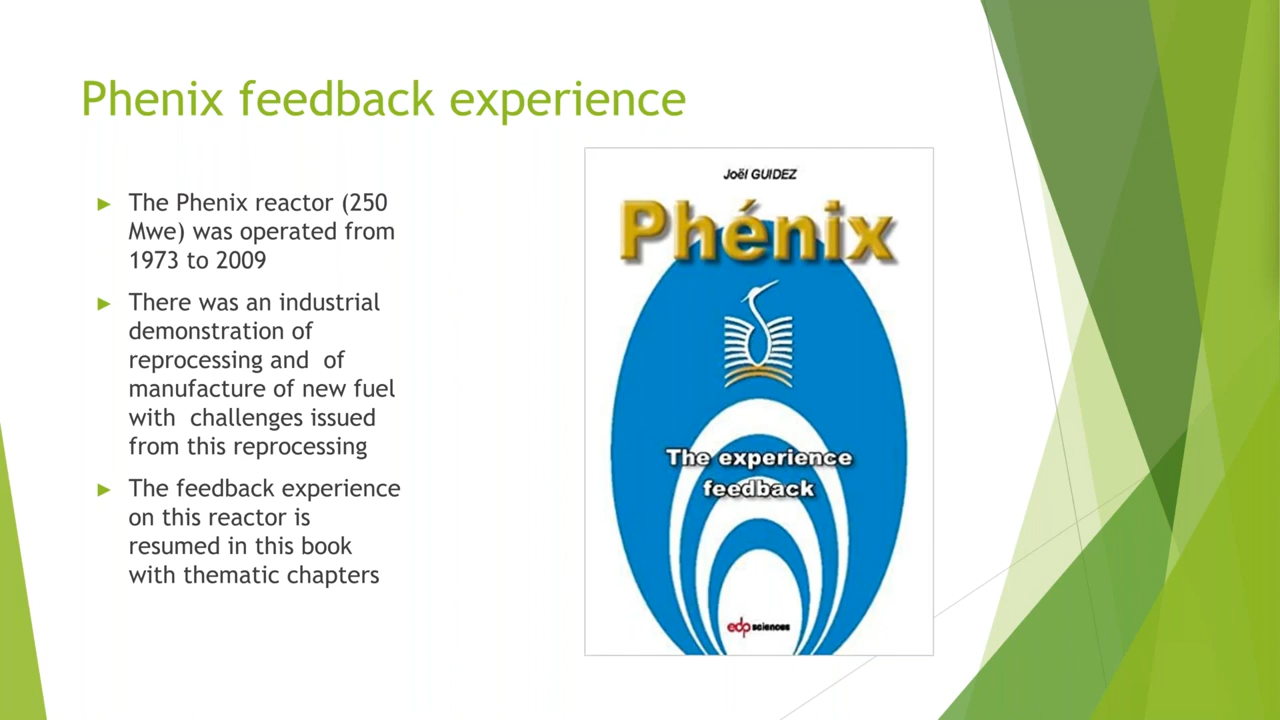 Phenix feedback experience
The Phenix reactor (250
Mwe) was operated from
1973 to 2009
There was an industrial
demonstration of
reprocessing and  of
manufacture of new fuel
with  challenges issued
from this reprocessing
The feedback experience
on this reactor is
resumed in this book
with thematic chapters
Joël GUIDEZ
Phénix
The experience
feedback
edp sciences